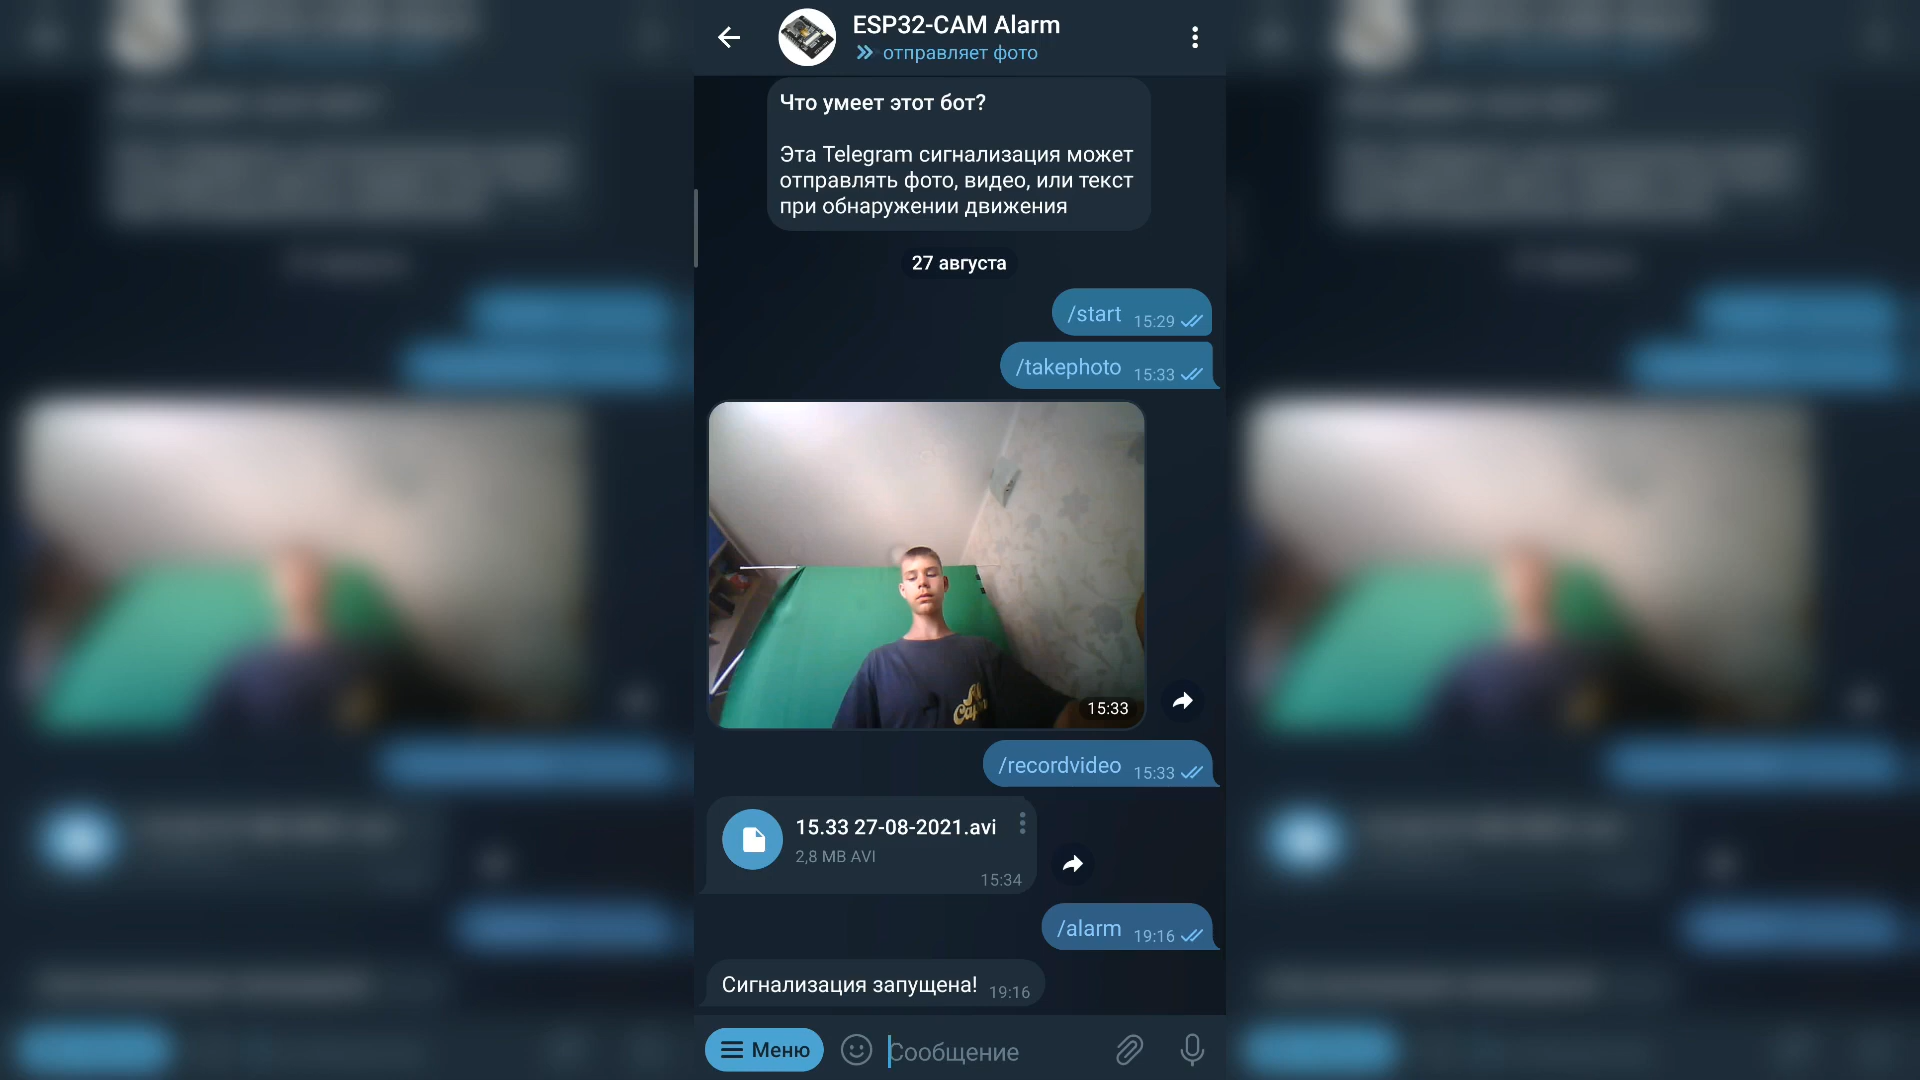 ESP32-CAM Alarm
отправляет фото
Что умеет этот бот?
Эта Telegram сигнализация может
отправлять фото, видео, или текст
при обнаружении движения
27 августа
/start 15:29
/takephoto 15:33
15:33
/recordvideo 15:33
15.33 27-08-2021.avi
2,8 MB AVI
15:34
/alarm 19:16
Сигнализация запущена! 19:16
Меню
Сообщение